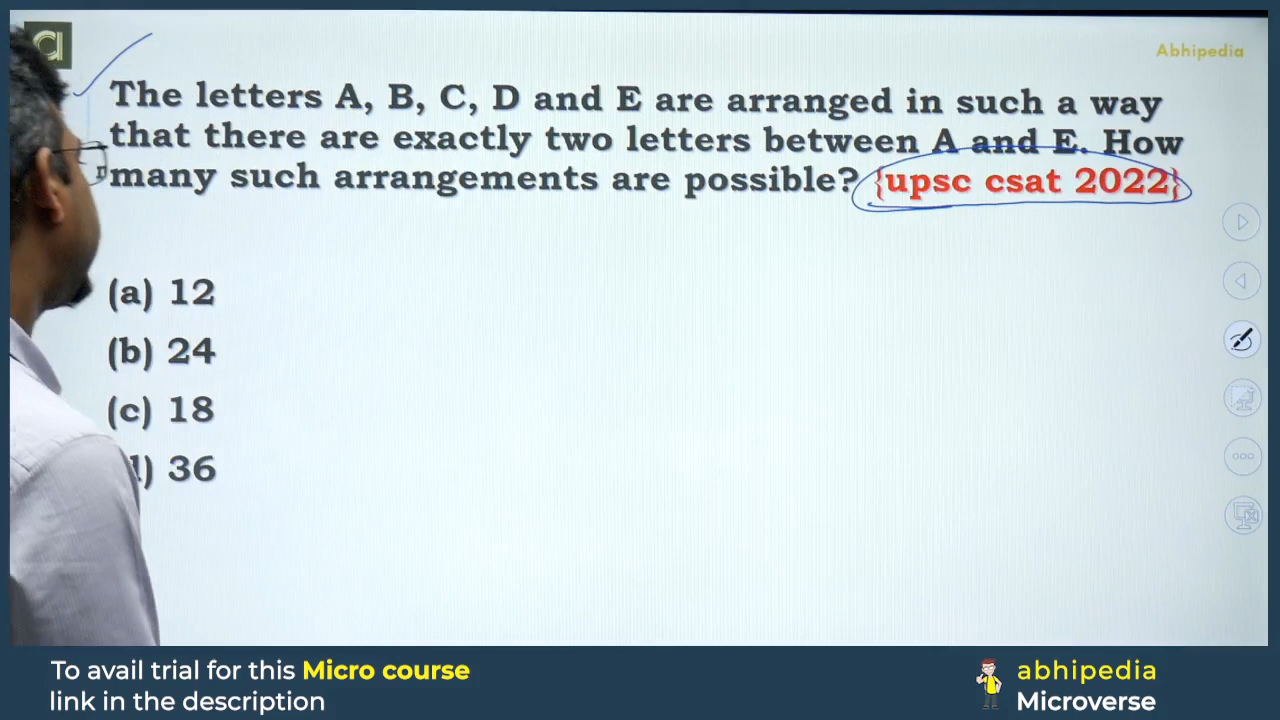 a
Abhipedia
The letters A, B, C, D and E are arranged in such a way
that there are exactly two letters between A and E. How
many such arrangements are possible? {upsc csat 2022}
(a) 12
(b) 24
(c) 18
d) 36
To avail trial for this Micro course
link in the description
abhipedia
Microverse